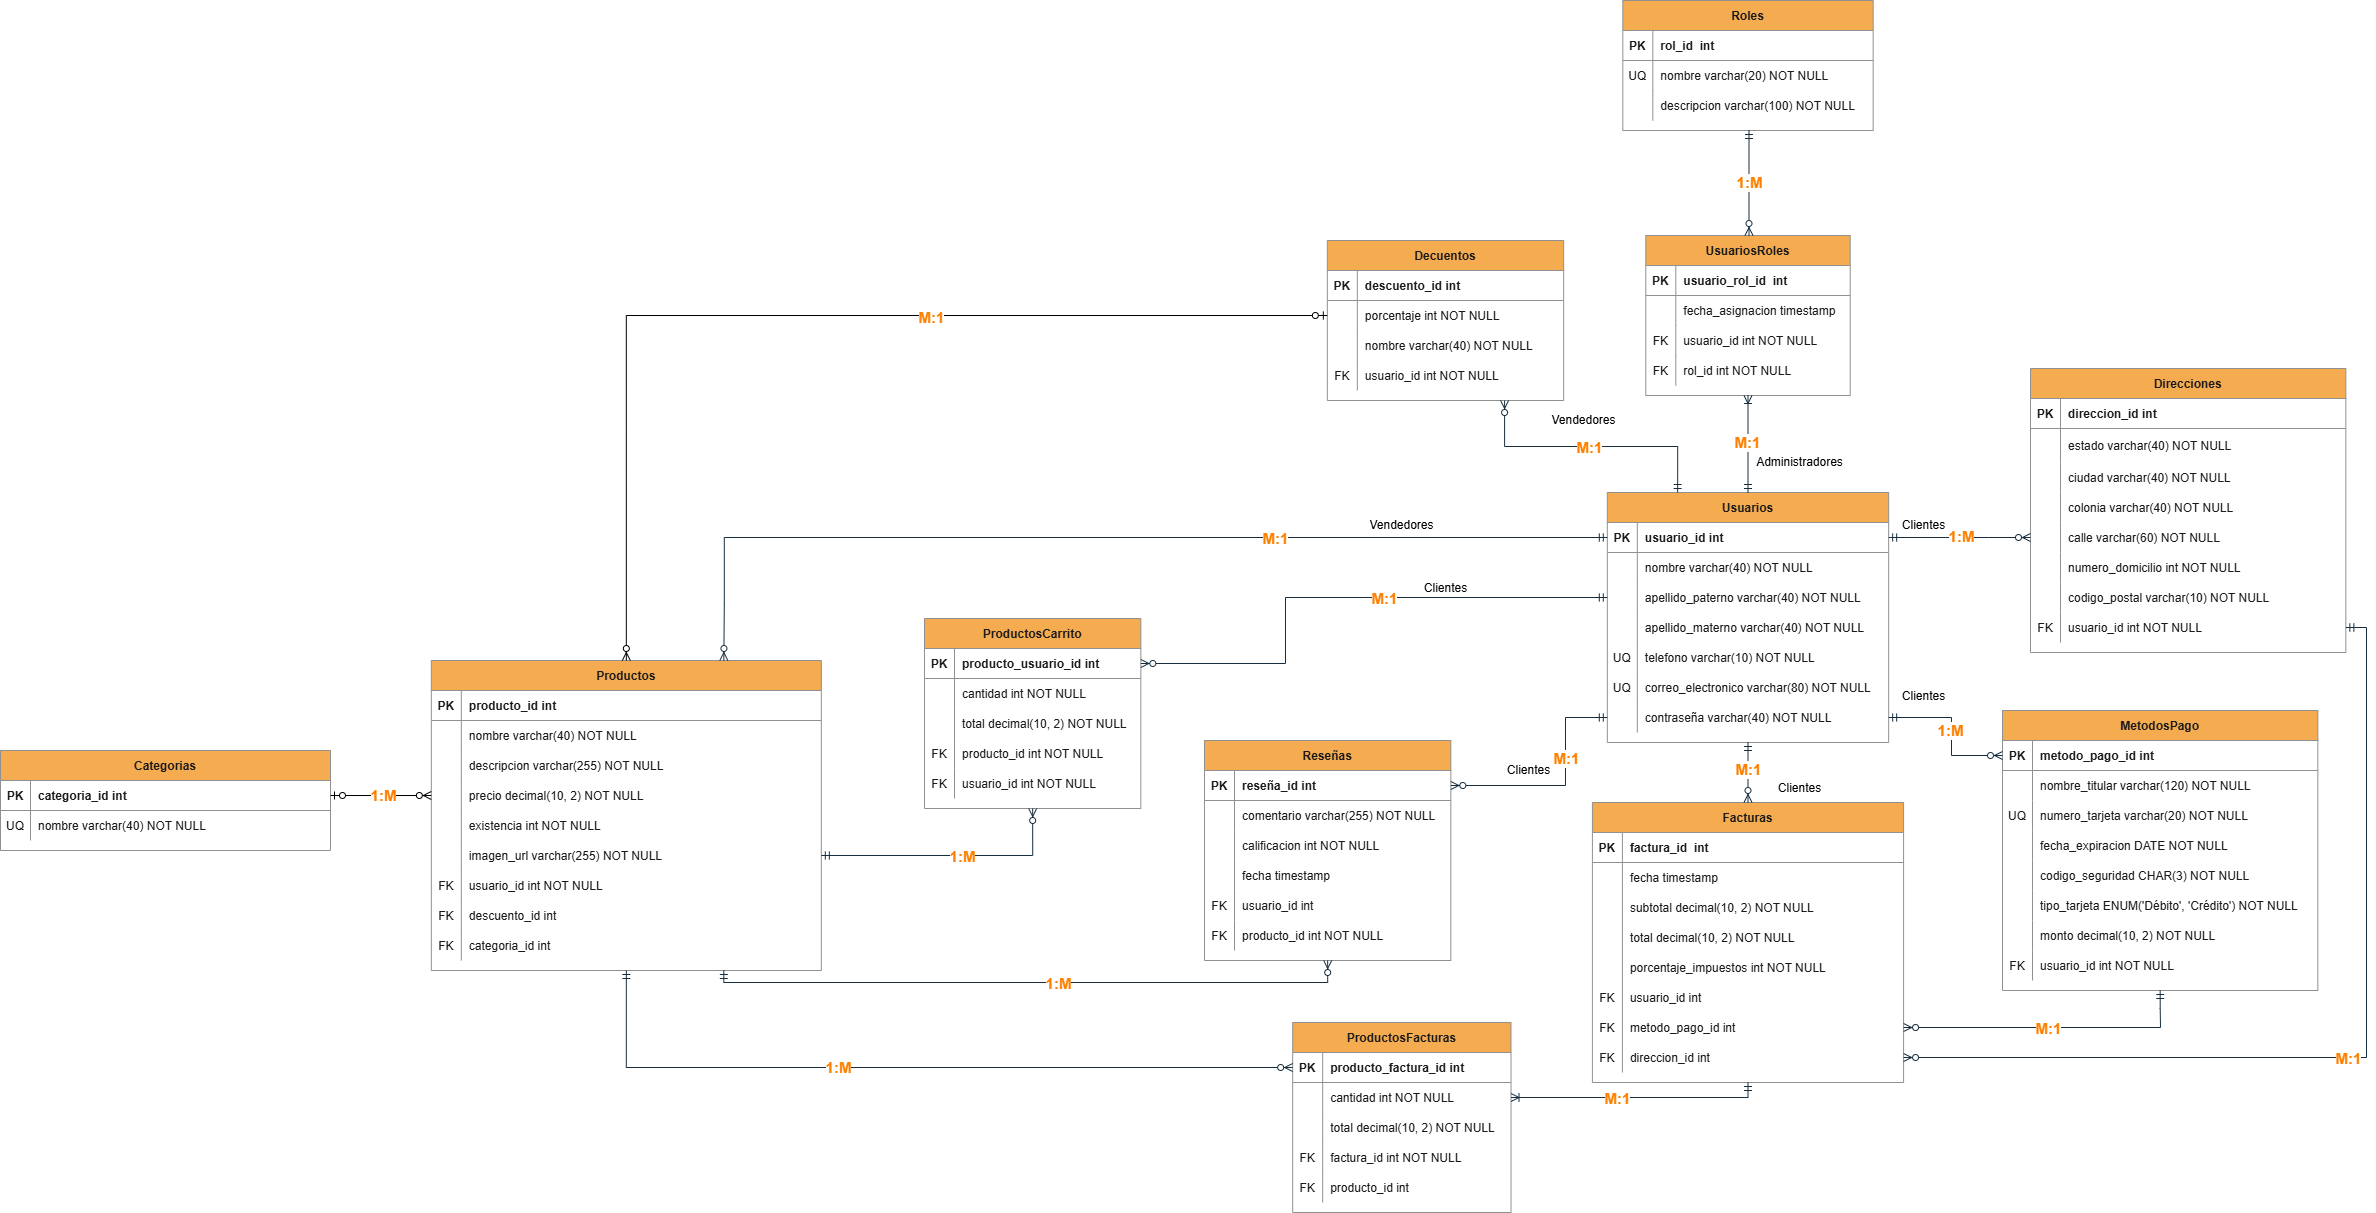 Roles
PK rol_id int
UQ nombre varchar(20) NOT NULL
descripcion varchar(100) NOT NULL
1:M
Decuentos
PK descuento_id int
porcentaje int NOT NULL
nombre varchar(40) NOT NULL
FK usuario_id int NOT NULL
M:1
UsuariosRoles
PK usuario_rol_id int
fecha_asignacion timestamp
FK usuario_id int NOT NULL
FK rol_id int NOT NULL
Vendedores
M:1
M:1
Administradores
Direcciones
PK direccion_id int
estado varchar(40) NOT NULL
ciudad varchar(40) NOT NULL
colonia varchar(40) NOT NULL
calle varchar(60) NOT NULL
numero_domicilio int NOT NULL
codigo_postal varchar(10) NOT NULL
FK usuario_id int NOT NULL
Usuarios
PK usuario_id int
nombre varchar(40) NOT NULL
apellido_paterno varchar(40) NOT NULL
apellido_materno varchar(40) NOT NULL
UQ telefono varchar(10) NOT NULL
UQ correo_electronico varchar(80) NOT NULL
contraseña varchar(40) NOT NULL
Vendedores
M:1
Clientes
1:M
Clientes
M:1
ProductosCarrito
PK producto_usuario_id int
cantidad int NOT NULL
total decimal(10, 2) NOT NULL
FK producto_id int NOT NULL
FK usuario_id int NOT NULL
1:M
Productos
PK producto_id int
nombre varchar(40) NOT NULL
descripcion varchar(255) NOT NULL
precio decimal(10, 2) NOT NULL
existencia int NOT NULL
imagen_url varchar(255) NOT NULL
FK usuario_id int NOT NULL
FK descuento_id int
FK categoria_id int
Categorias
PK categoria_id int
UQ nombre varchar(40) NOT NULL
1:M
Reseñas
PK reseña_id int
comentario varchar(255) NOT NULL
calificacion int NOT NULL
fecha timestamp
FK usuario_id int
FK producto_id int NOT NULL
Clientes
M:1
1:M
Clientes
1:M
MetodosPago
PK metodo_pago_id int
nombre_titular varchar(120) NOT NULL
UQ numero_tarjeta varchar(20) NOT NULL
fecha_expiracion DATE NOT NULL
codigo_seguridad CHAR(3) NOT NULL
tipo_tarjeta ENUM('Débito', 'Crédito') NOT NULL
monto decimal(10, 2) NOT NULL
FK usuario_id int NOT NULL
M:1
Clientes
Facturas
PK factura_id int
fecha timestamp
subtotal decimal(10, 2) NOT NULL
total decimal(10, 2) NOT NULL
porcentaje_impuestos int NOT NULL
FK usuario_id int
FK metodo_pago_id int
FK direccion_id int
M:1
M:1
ProductosFacturas
PK producto_factura_id int
cantidad int NOT NULL
total decimal(10, 2) NOT NULL
FK factura_id int NOT NULL
FK producto_id int
1:M
M:1